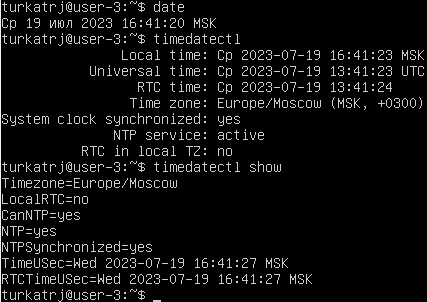 turkatrj@user-3:~$ date
Ср 19 июл 2023 16:41:20 MSK
turkatrj@user-3:~$ timedatectl
Local time: Ср 2023-07-19 16:41:23 MSK
Universal time: Ср 2023-07-19 13:41:23 UTC
RTC time: Ср 2023-07-19 13:41:24
Time zone: Europe/Moscow (MSK, +0300)
System clock synchronized: yes
NTP service: active
RTC in local TZ: no
turkatrj@user-3:~$ timedatectl show
Timezone=Europe/Moscow
LocalRTC=no
CanNTP=yes
NTP=yes
NTPSynchronized=yes
TimeUSec=Wed 2023-07-19 16:41:27 MSK
RTCTimeUSec=Wed 2023-07-19 16:41:27 MSK
turkatrj@user-3:~$ _